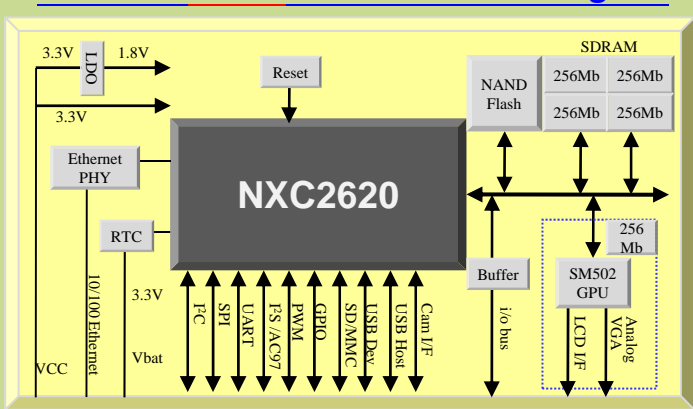 SDRAM
3.3V
LDO
1.8V
3.3V
Reset
NAND
Flash
256Mb
256Mb
256Mb
256Mb
Ethernet
PHY
NXC2620
RTC
256
Mb
Buffer
SM502
GPU
10/100 Ethernet
3.3V
Vbat
VCC
I²C
SPI
UART
I²S /AC97
PWM
GPIO
SD/MMC
USB Dev
USB Host
Cam I/F
i/o bus
LCD I/F
Analog
VGA